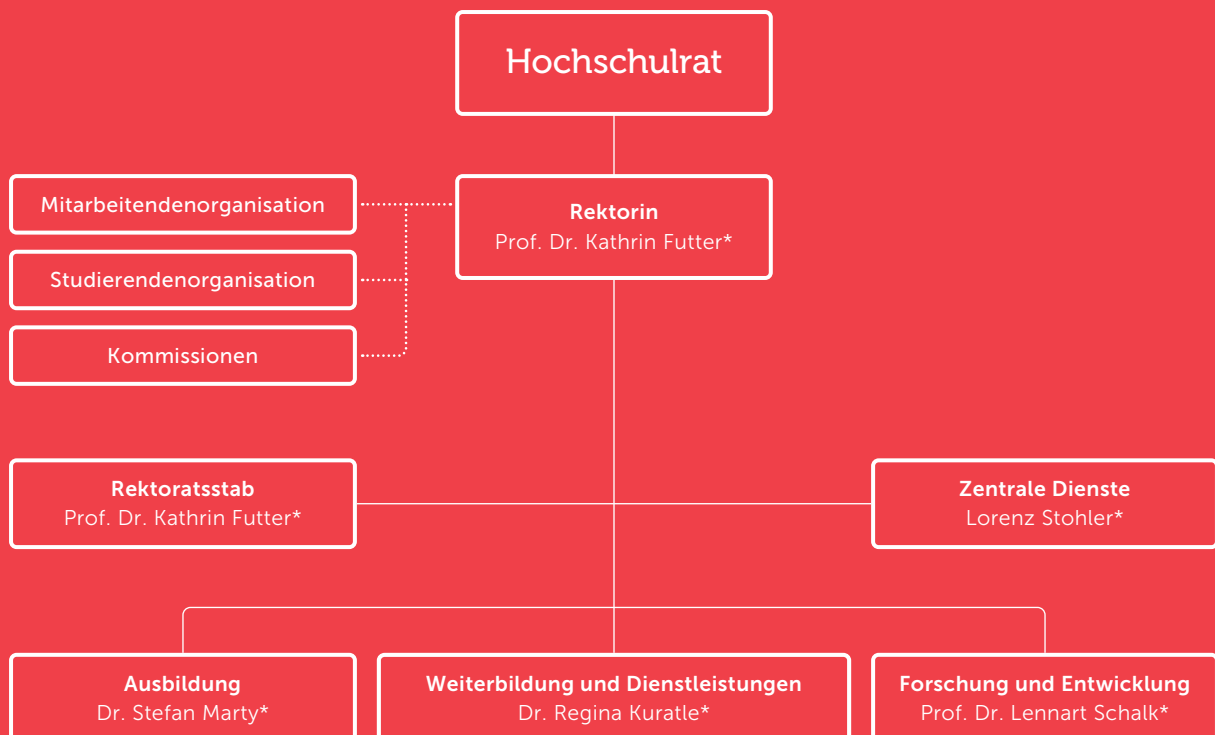 Hochschulrat
Mitarbeitendenorganisation
Rektorin
Prof. Dr. Kathrin Futter*
Studierendenorganisation
Kommissionen
Rektoratsstab
Prof. Dr. Kathrin Futter*
Zentrale Dienste
Lorenz Stohler*
Ausbildung
Dr. Stefan Marty*
Weiterbildung und Dienstleistungen
Dr. Regina Kuratle*
Forschung und Entwicklung
Prof. Dr. Lennart Schalk*